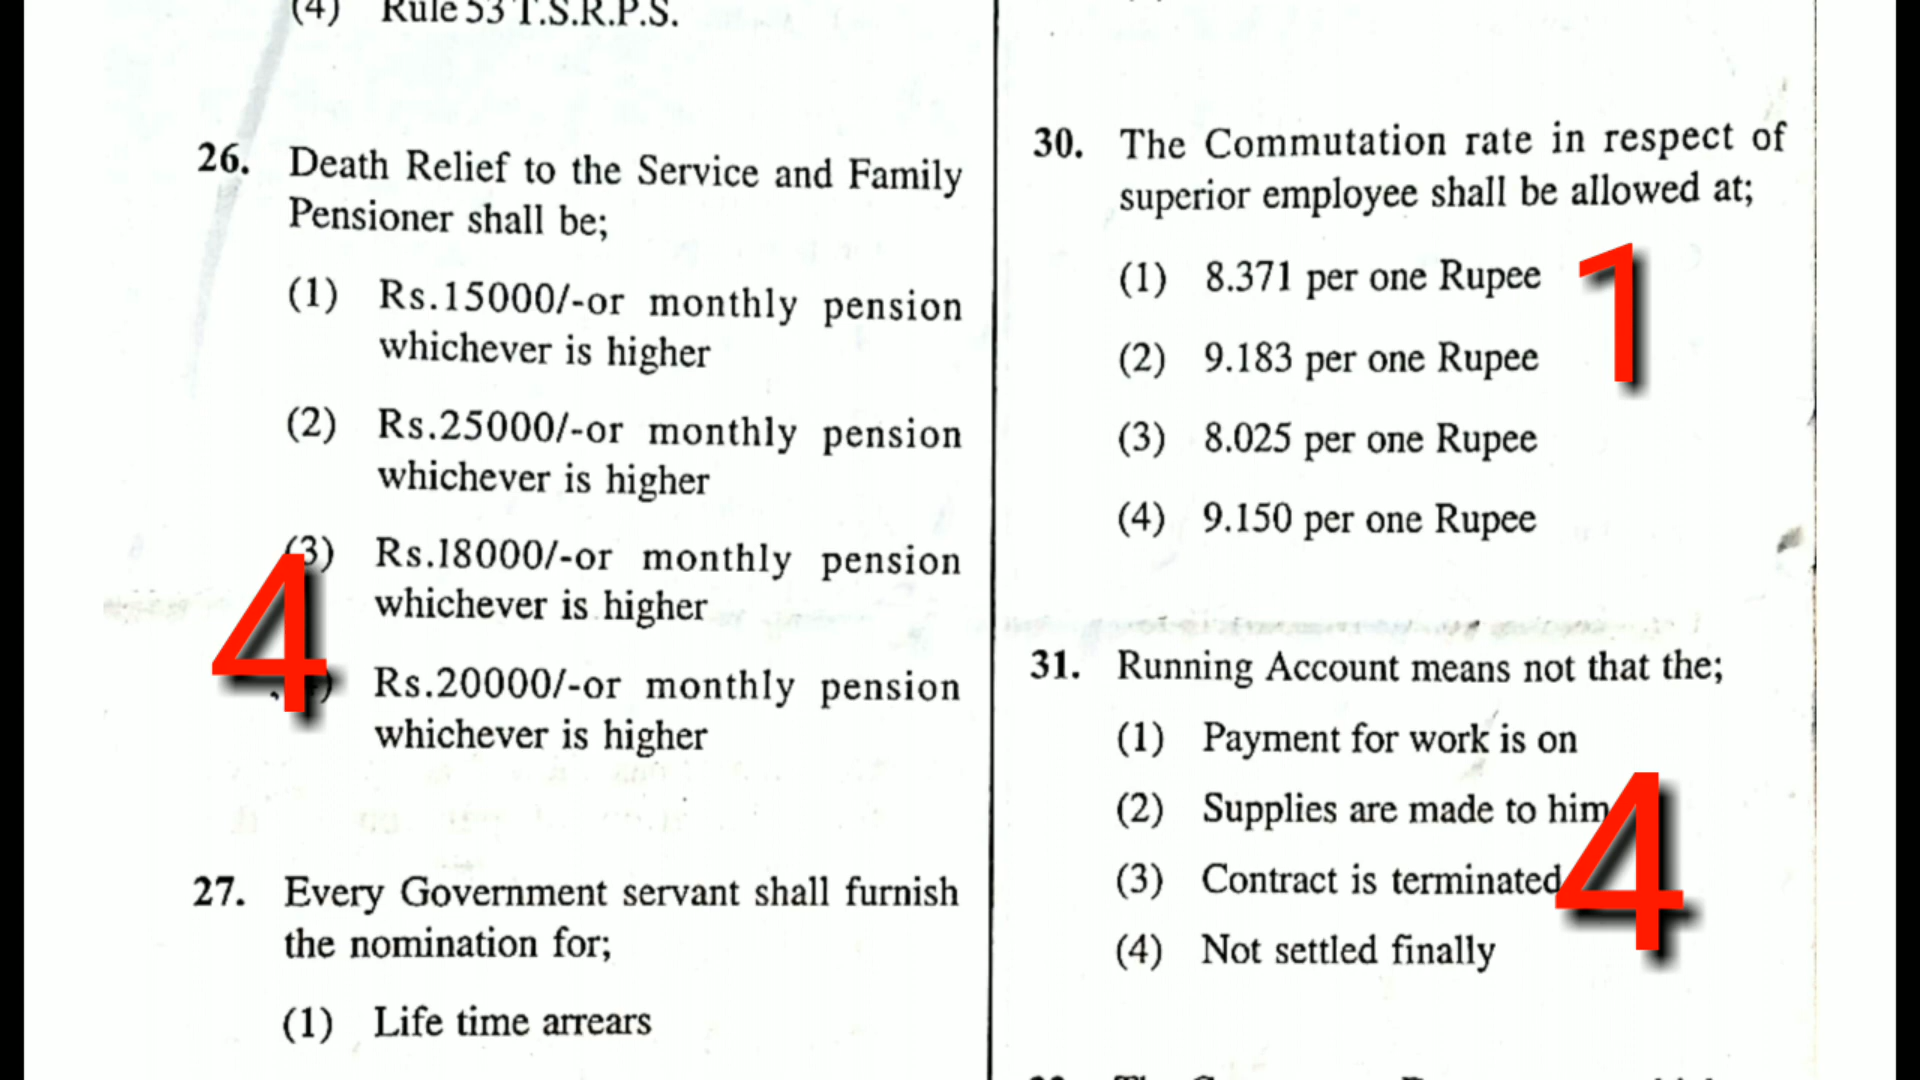 (4) Rule 53 T.S.R.P.S.
26. Death Relief to the Service and Family
Pensioner shall be;
(1) Rs.15000/-or monthly pension
whichever is higher
(2) Rs.25000/-or monthly pension
whichever is higher
(3) Rs.18000/-or monthly pension
whichever is higher
4
Rs.20000/-or monthly pension
whichever is higher
27. Every Government servant shall furnish
the nomination for;
(1) Life time arrears
30. The Commutation rate in respect of
superior employee shall be allowed at;
(1) 8.371 per one Rupee
1
(2) 9.183 per one Rupee
(3) 8.025 per one Rupee
(4) 9.150 per one Rupee
31. Running Account means not that the;
(1) Payment for work is on
(2) Supplies are made to him
(3) Contract is terminated
4
(4) Not settled finally